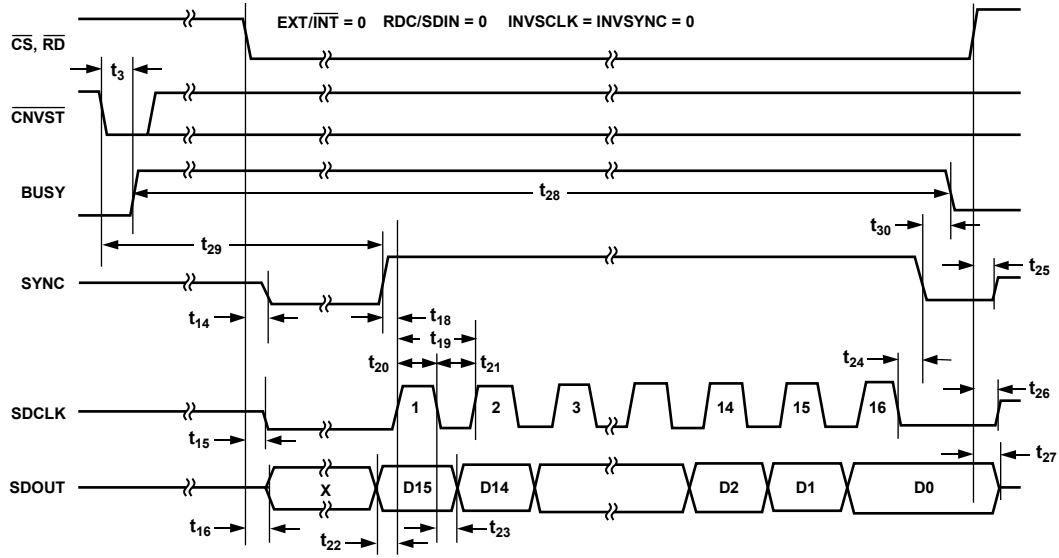 EXT/INT = 0 RDC/SDIN = 0 INVSCLK = INVSYNC = 0
CS, RD
t3
CNVST
BUSY
t28
t30
t29
SYNC
t25
t14
t18
t19
t20
t21
t24
t26
SDCLK
1 2 3 14 15 16
t15
t27
SDOUT
X D15 D14 D2 D1 D0
t16
t22
t23